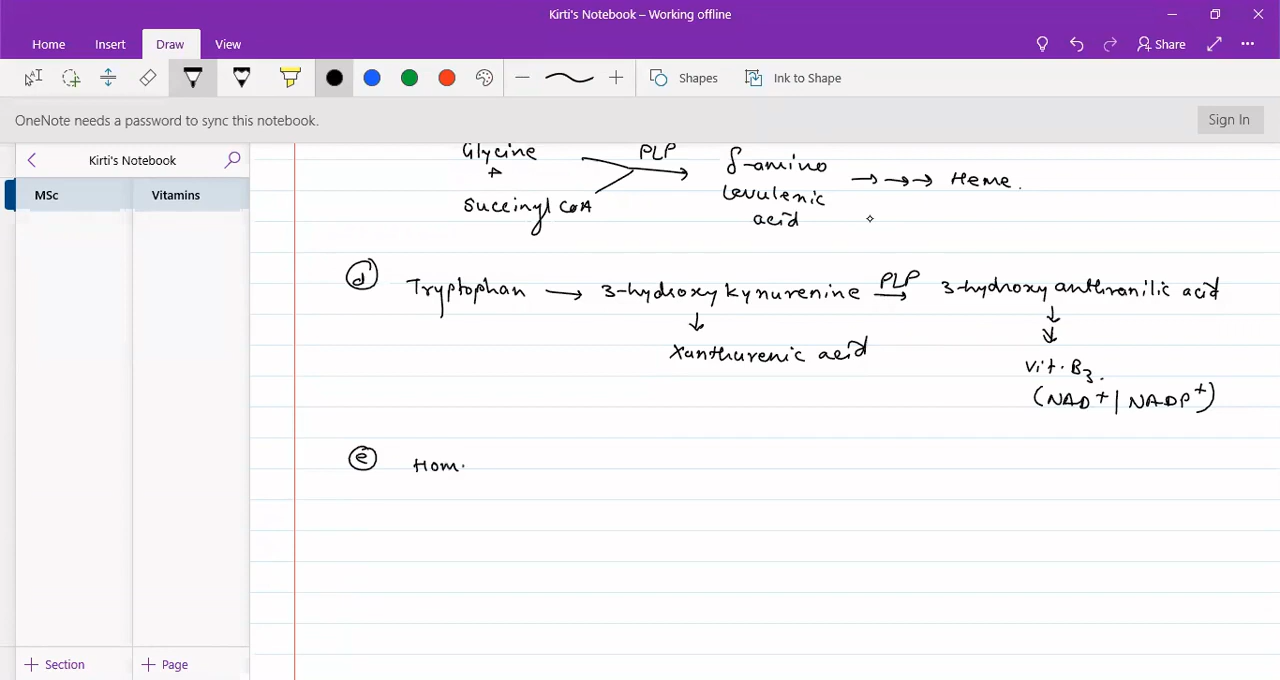 Kirti's Notebook – Working offline
Home Insert Draw View
Share
Shapes Ink to Shape
OneNote needs a password to sync this notebook.
Sign In
Kirti's Notebook
MSc Vitamins
Glycine PLP δ-amino
+ levulenic → → → Heme.
Succinyl CoA acid
ⓓ Tryptophan → 3-hydroxy kynurenine PLP → 3-hydroxy anthranilic acid
↓ ↓
Xanthurenic acid ↓
Vit. B3.
(NAD+ | NADP+)
ⓔ Hom.
+ Section + Page